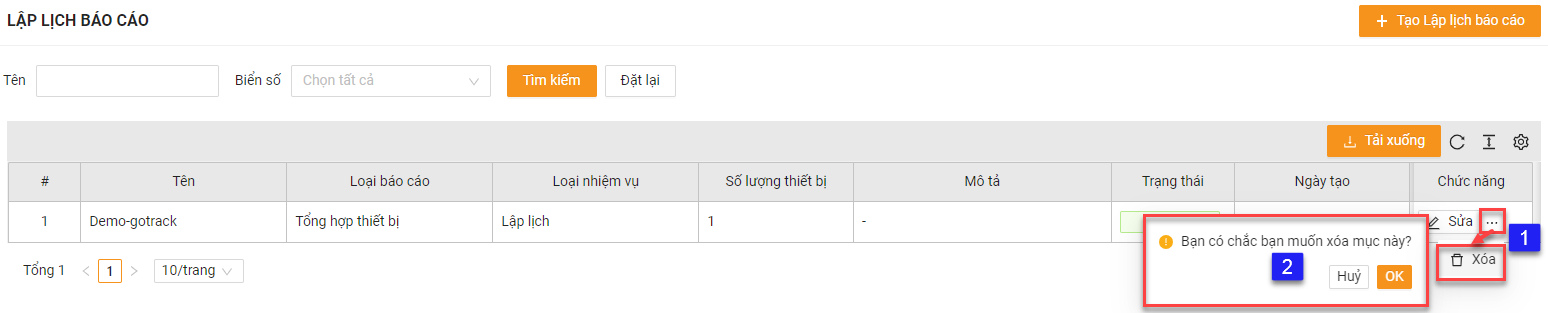 LẬP LỊCH BÁO CÁO
+ Tạo Lập lịch báo cáo
Tên
Biển số
Chọn tất cả
Tìm kiếm
Đặt lại
Tải xuống
# Tên Loại báo cáo Loại nhiệm vụ Số lượng thiết bị Mô tả Trạng thái Ngày tạo Chức năng
1 Demo-gotrack Tổng hợp thiết bị Lập lịch 1 - Sửa ...
1
Bạn có chắc bạn muốn xóa mục này?
Xóa
2
Huỷ OK
Tổng 1 < 1 > 10/trang